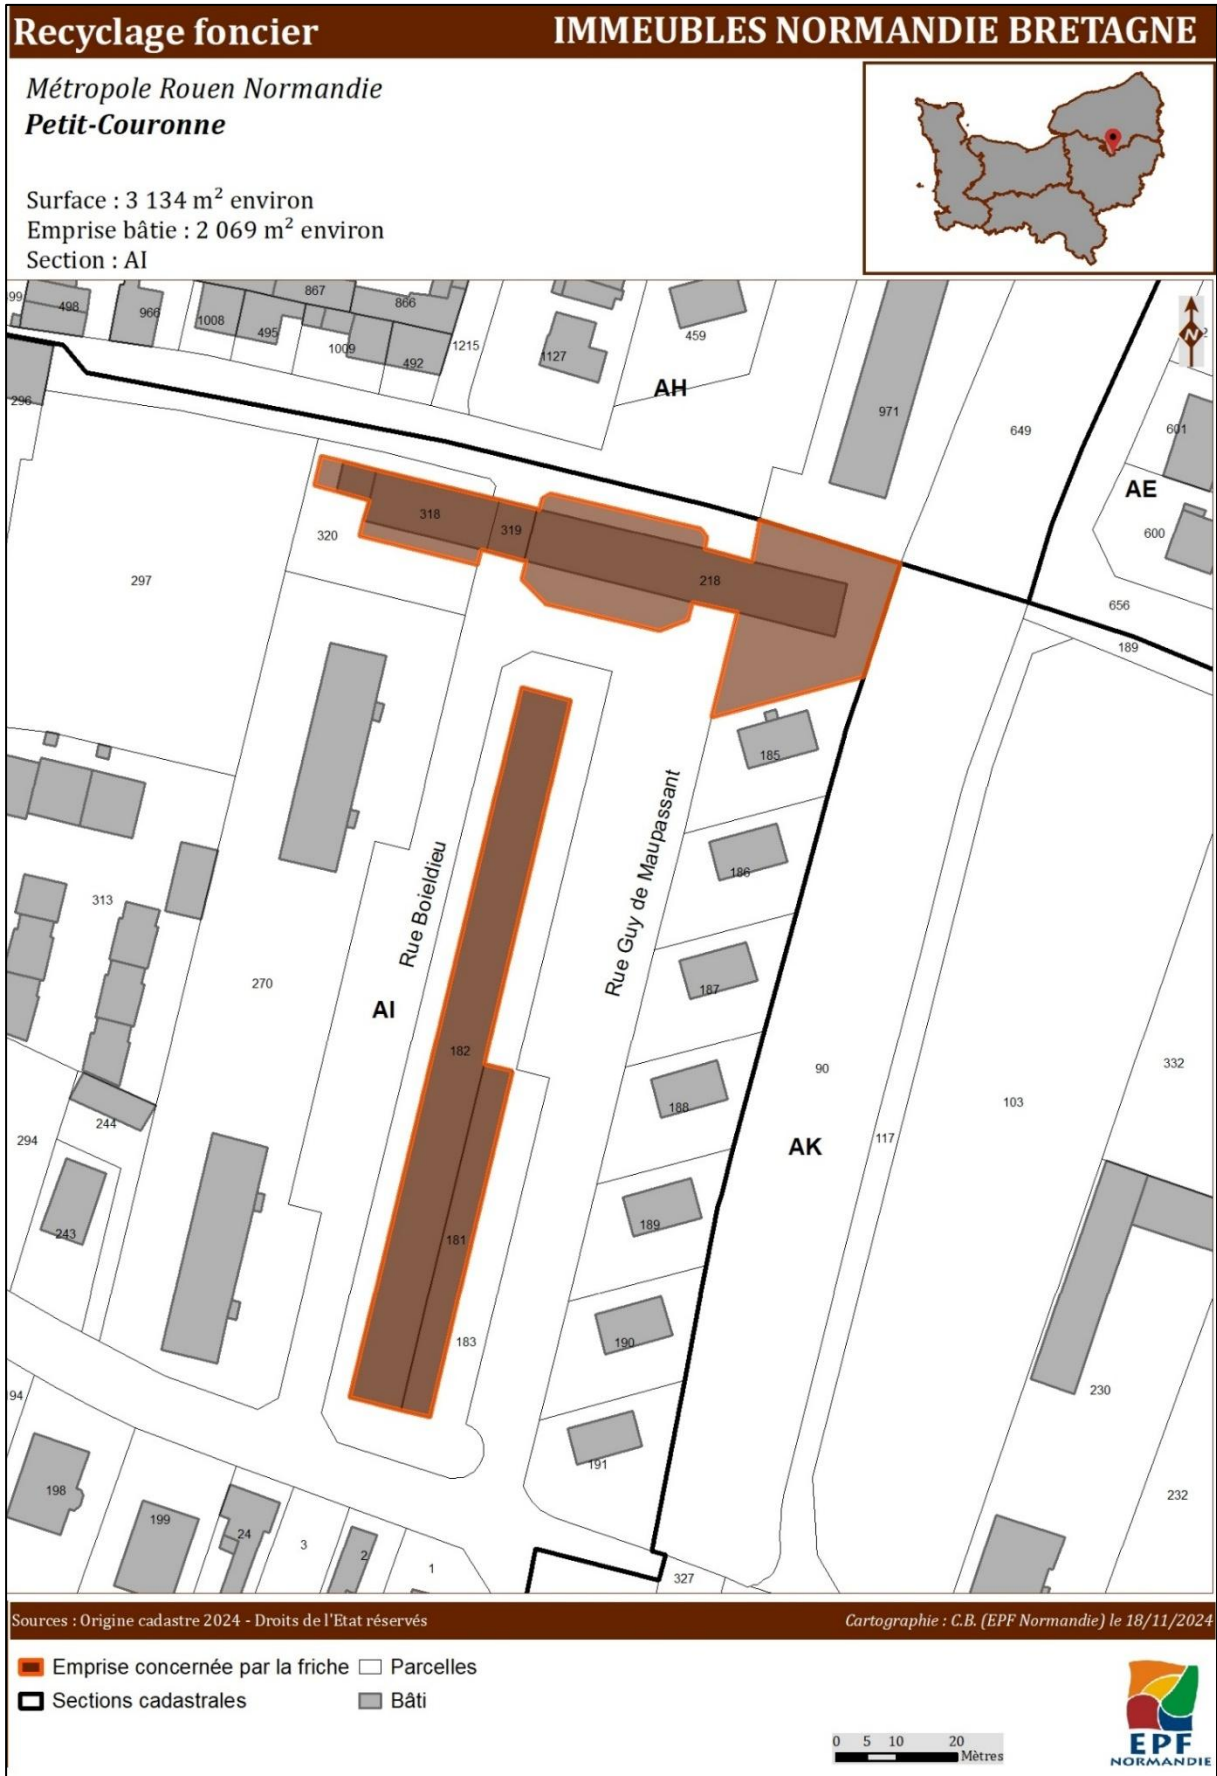 Recyclage foncier
IMMEUBLES NORMANDIE BRETAGNE
Métropole Rouen Normandie
Petit-Couronne
Surface : 3 134 m² environ
Emprise bâtie : 2 069 m² environ
Section : AI
N
99
498
966
1008
867
495
866
1009
492
1215
1127
459
AH
971
649
601
AE
600
656
189
296
297
320
318
319
218
185
186
187
188
189
190
191
Rue Boieldieu
Rue Guy de Maupassant
313
270
AI
182
181
183
90
AK
117
103
332
244
294
243
230
232
94
198
199
24
3
2
1
327
Sources : Origine cadastre 2024 - Droits de l'Etat réservés
Cartographie : C.B. (EPF Normandie) le 18/11/2024
Emprise concernée par la friche
Parcelles
Sections cadastrales
Bâti
0 5 10 20
Mètres
EPF
NORMANDIE